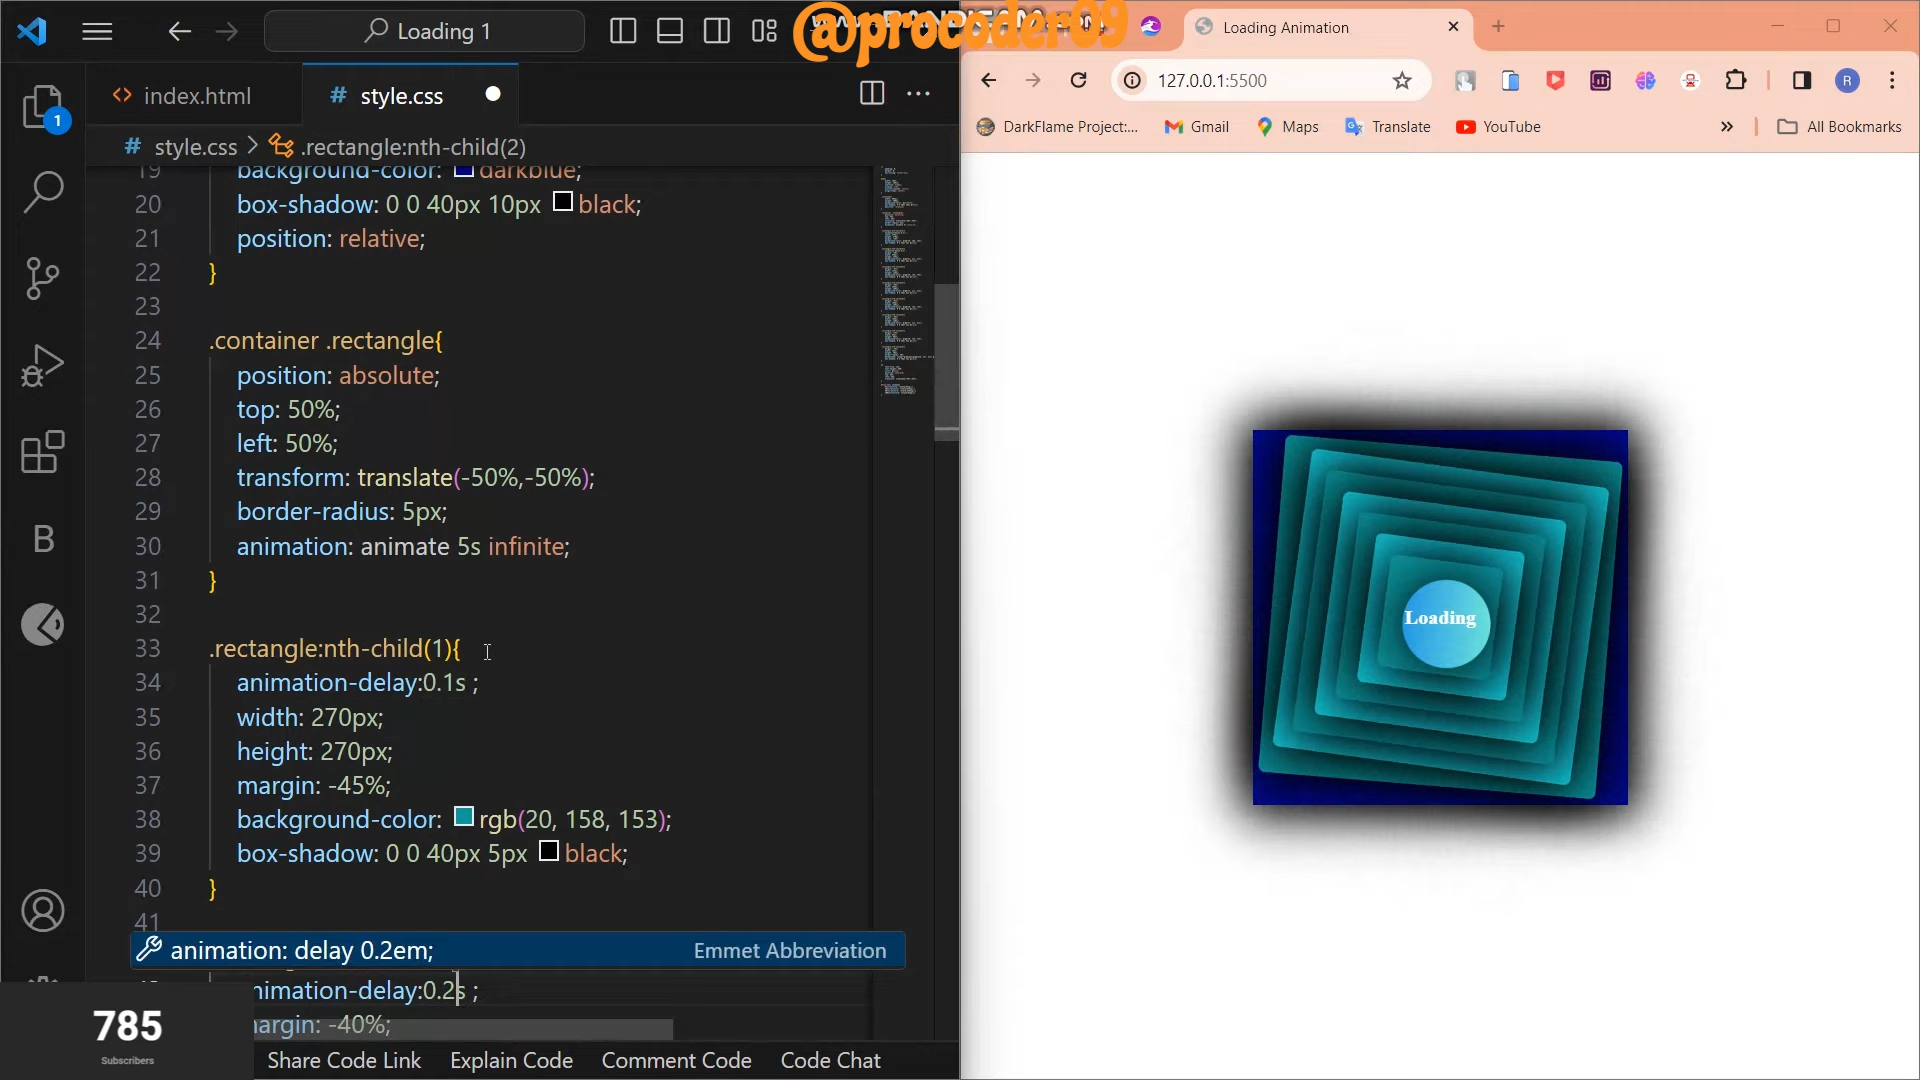 Loading 1
@procoder09
Loading Animation
index.html
style.css
127.0.0.1:5500
R
1
DarkFlame Project:...
Gmail
Maps
Translate
YouTube
All Bookmarks
style.css > .rectangle:nth-child(2)
19 background-color: darkblue;
20 box-shadow: 0 0 40px 10px black;
21 position: relative;
22 }
23
24 .container .rectangle{
25 position: absolute;
26 top: 50%;
27 left: 50%;
28 transform: translate(-50%,-50%);
29 border-radius: 5px;
30 animation: animate 5s infinite;
31 }
32
33 .rectangle:nth-child(1){
34 animation-delay:0.1s ;
35 width: 270px;
36 height: 270px;
37 margin: -45%;
38 background-color: rgb(20, 158, 153);
39 box-shadow: 0 0 40px 5px black;
40 }
41
animation: delay 0.2em;
Emmet Abbreviation
nimation-delay:0.2s ;
margin: -40%;
B
785
Subscribers
Share Code Link
Explain Code
Comment Code
Code Chat
Loading